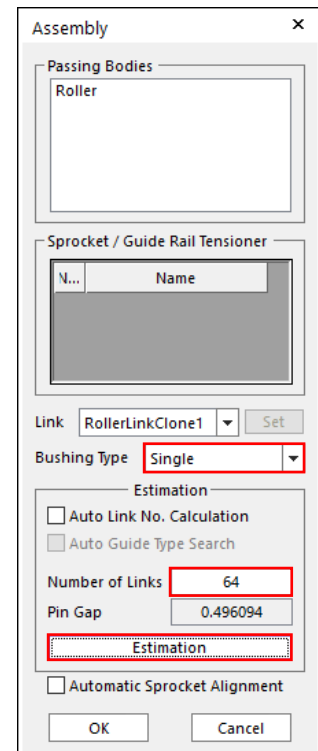 Assembly ×
Passing Bodies
Roller
Sprocket / Guide Rail Tensioner
N... Name
Link RollerLinkClone1 Set
Bushing Type Single
Estimation
Auto Link No. Calculation
Auto Guide Type Search
Number of Links 64
Pin Gap 0.496094
Estimation
Automatic Sprocket Alignment
OK Cancel